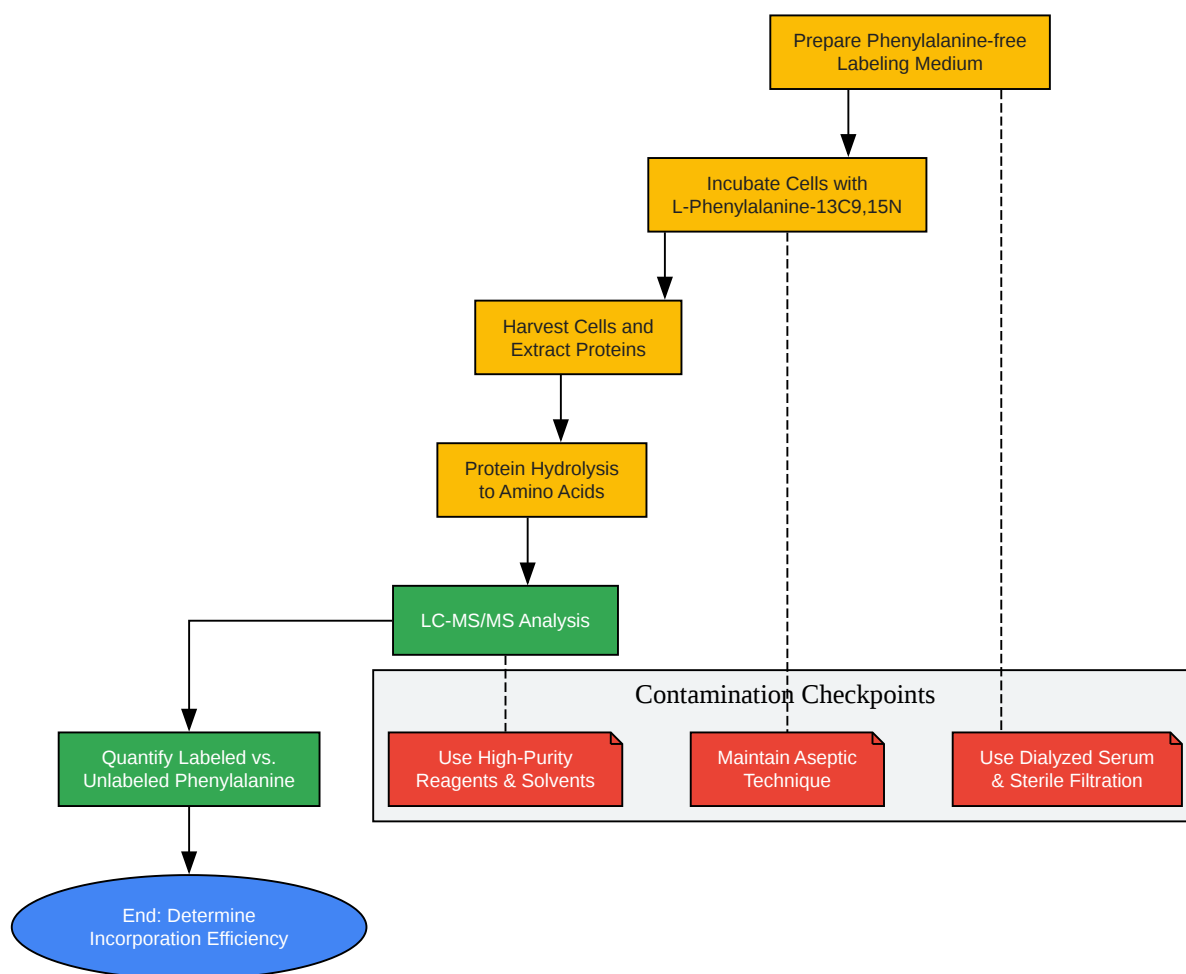 Prepare Phenylalanine-free
Labeling Medium
Incubate Cells with
L-Phenylalanine-13C9,15N
Harvest Cells and
Extract Proteins
Protein Hydrolysis
to Amino Acids
LC-MS/MS Analysis
Contamination Checkpoints
Quantify Labeled vs.
Unlabeled Phenylalanine
Use High-Purity
Reagents & Solvents
Maintain Aseptic
Technique
Use Dialyzed Serum
& Sterile Filtration
End: Determine
Incorporation Efficiency